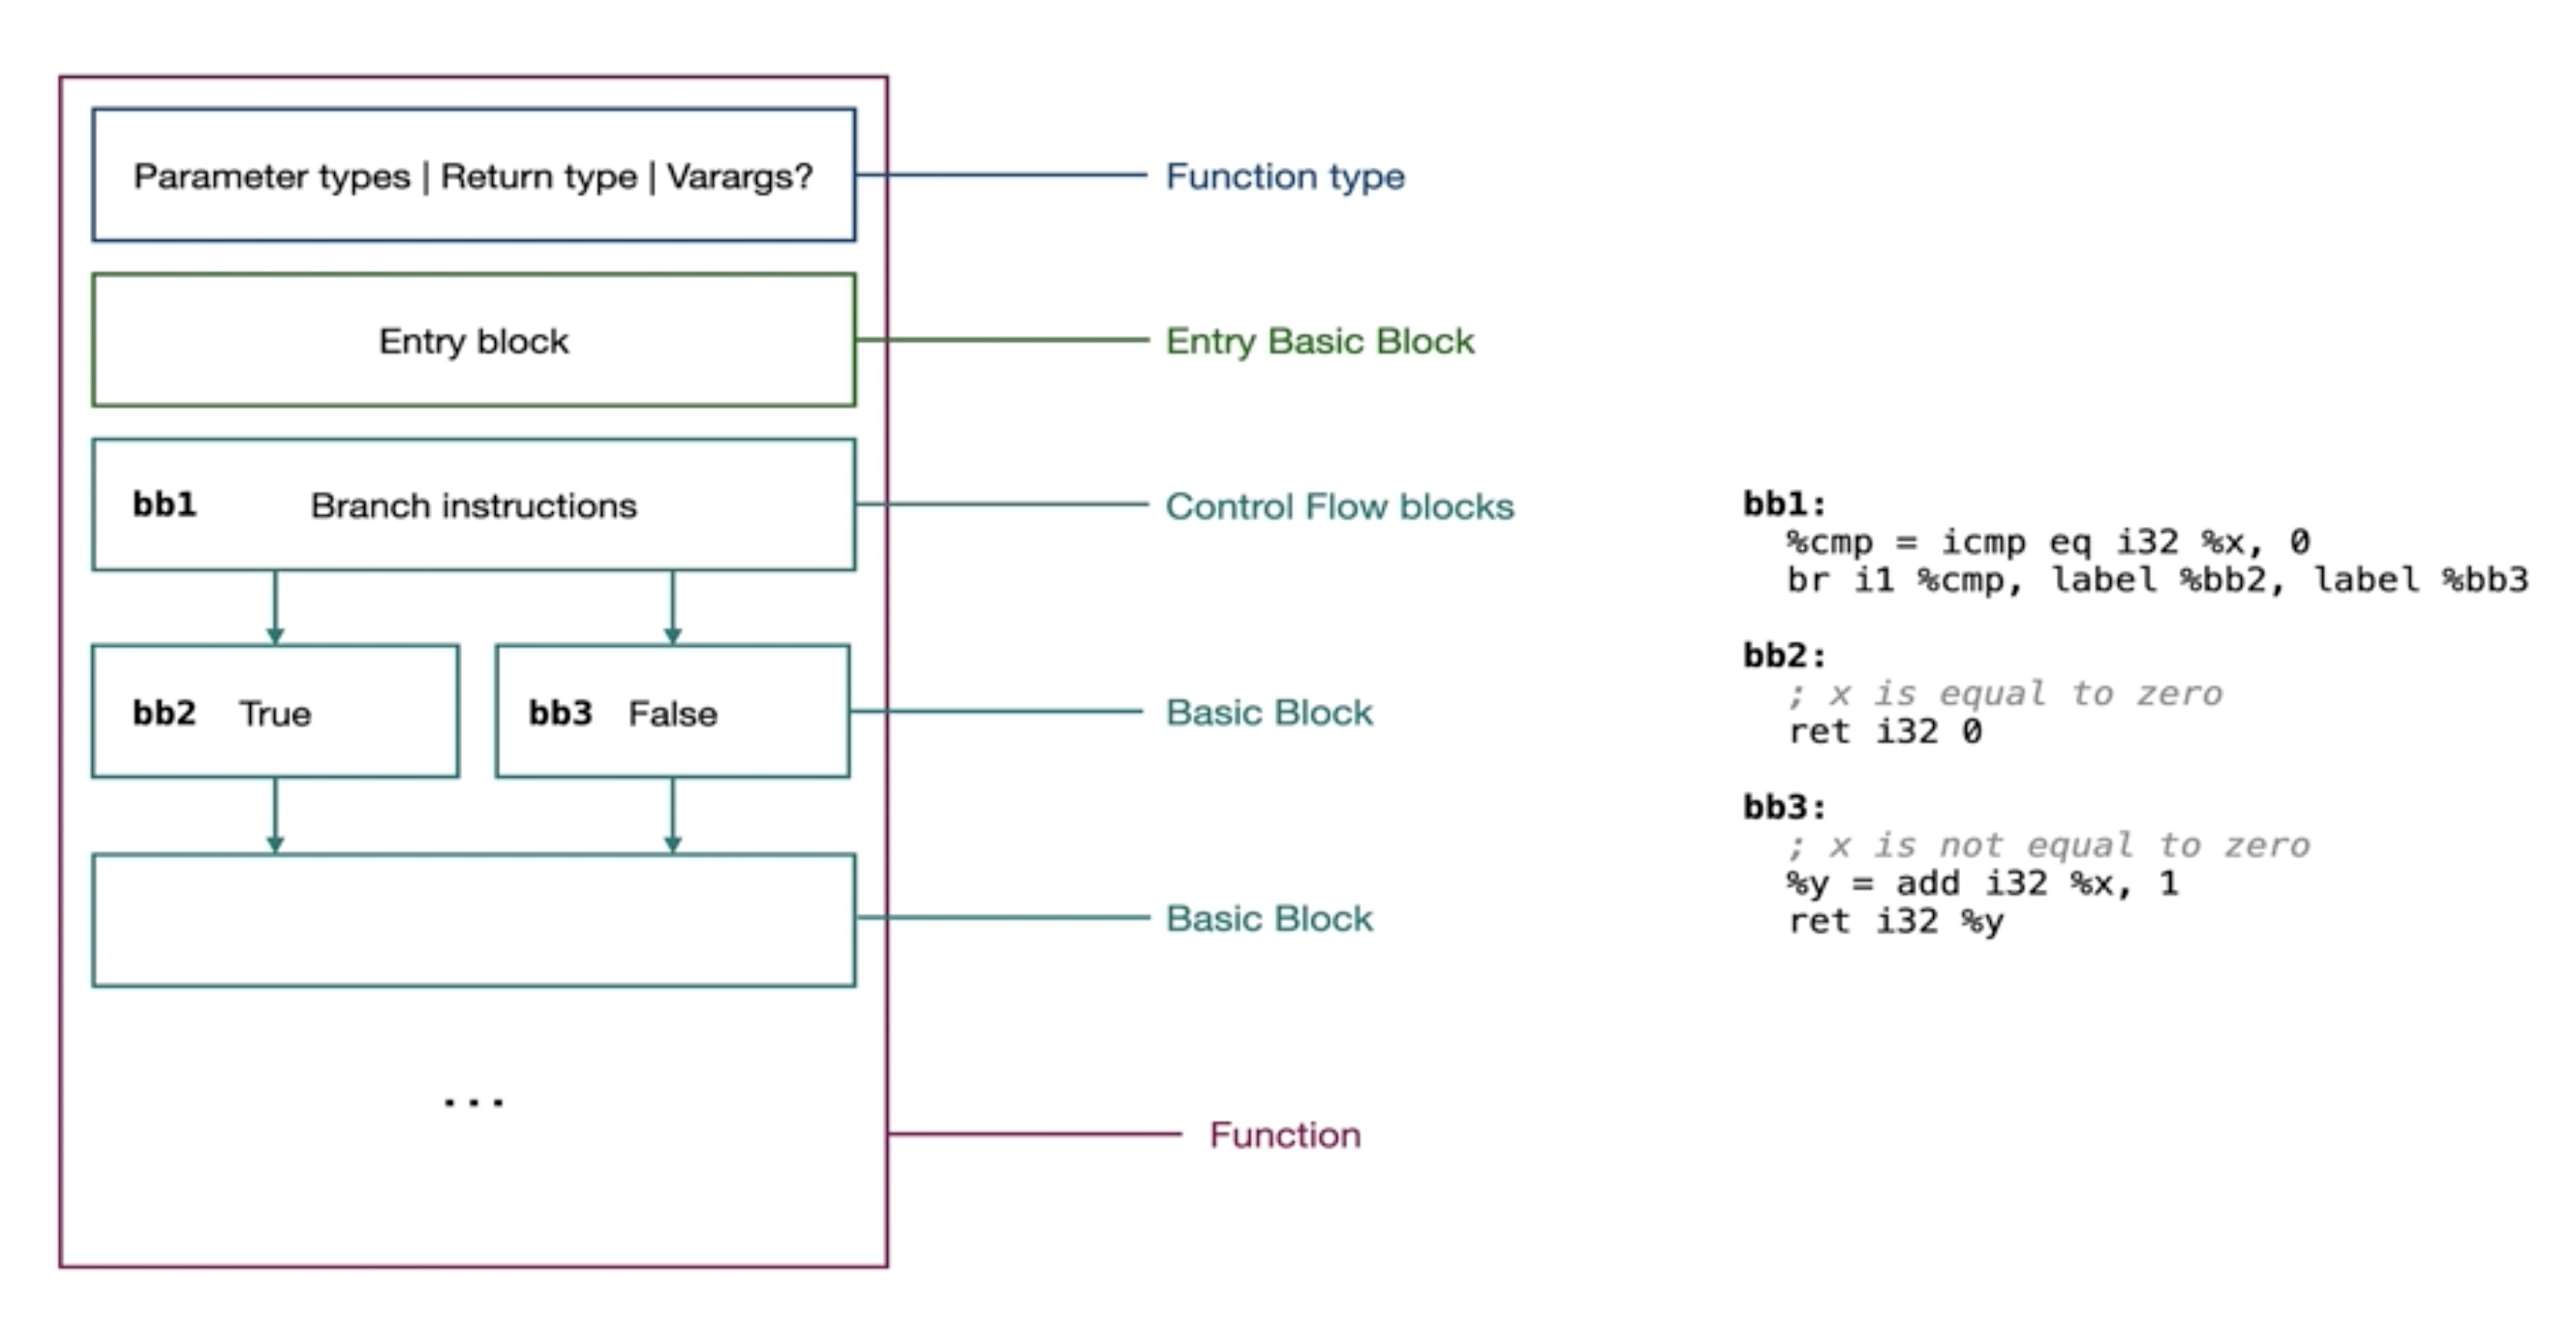 Parameter types | Return type | Varargs?
Function type
Entry block
Entry Basic Block
bb1 Branch instructions
Control Flow blocks
bb2 True
bb3 False
Basic Block
Basic Block
...
Function
bb1:
%cmp = icmp eq i32 %x, 0
br i1 %cmp, label %bb2, label %bb3
bb2:
; x is equal to zero
ret i32 0
bb3:
; x is not equal to zero
%y = add i32 %x, 1
ret i32 %y